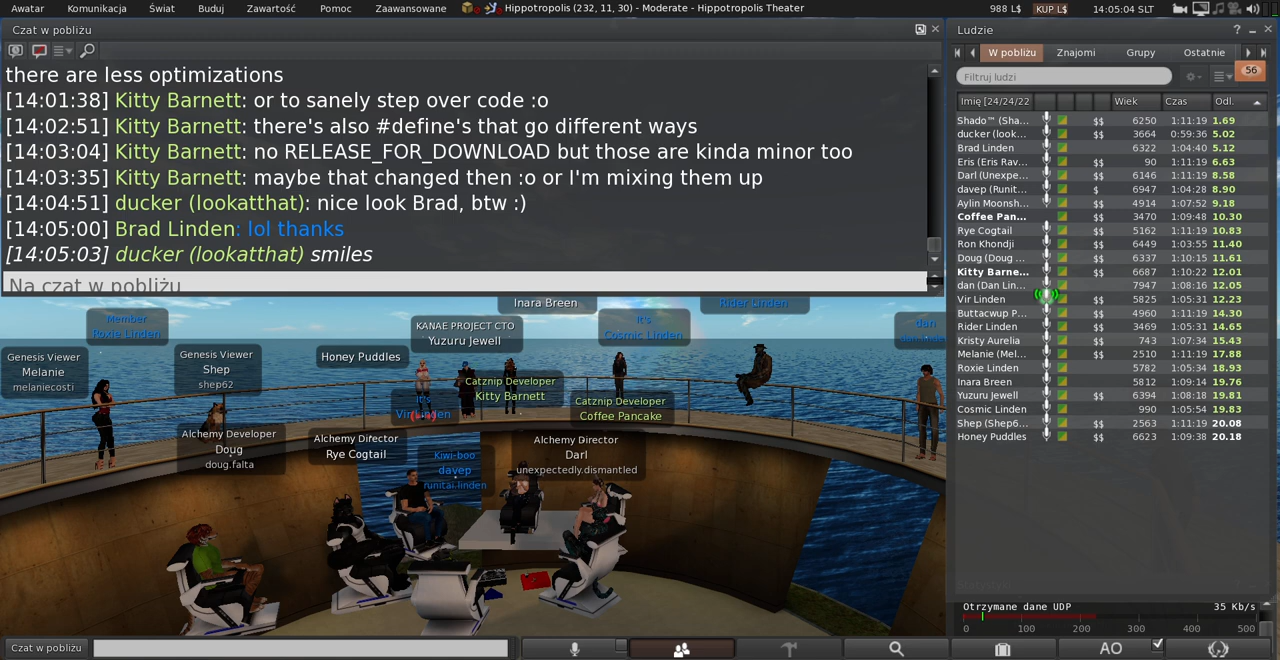 Awatar Komunikacja Świat Buduj Zawartość Pomoc Zaawansowane Hippotropolis (232, 11, 30) - Moderate - Hippotropolis Theater 988 L$ KUP L$ 14:05:04 SLT
Czat w pobliżu
there are less optimizations
[14:01:38] Kitty Barnett: or to sanely step over code :o
[14:02:51] Kitty Barnett: there's also #define's that go different ways
[14:03:04] Kitty Barnett: no RELEASE_FOR_DOWNLOAD but those are kinda minor too
[14:03:35] Kitty Barnett: maybe that changed then :o or I'm mixing them up
[14:04:51] ducker (lookatthat): nice look Brad, btw :)
[14:05:00] Brad Linden: lol thanks
[14:05:03] ducker (lookatthat) smiles
Na czat w pobliżu
Inara Breen
Rider Linden
Member
Roxie Linden
KANAE PROJECT CTO
Yuzuru Jewell
It's
Cosmic Linden
dan
Genesis Viewer
Melanie
melaniecosti
Genesis Viewer
Shep
shep62
Honey Puddles
Catznip Developer
Kitty Barnett
It's
Vir Linden
Catznip Developer
Coffee Pancake
Alchemy Developer
Doug
doug.falta
Alchemy Director
Rye Cogtail
Kiwi-boo
davep
runitai.linden
Alchemy Director
Darl
unexpectedly.dismantled
Ludzie
W pobliżu Znajomi Grupy Ostatnie
Filtruj ludzi
56
Imię [24/24/22 Wiek Czas Odl.
Shado™ (Sha... $$ 6250 1:11:19 1.69
ducker (look... $$ 3664 0:59:36 5.02
Brad Linden 6322 1:04:40 5.12
Eris (Eris Rav... $$ 90 1:11:19 6.63
Darl (Unexpe... $$ 6146 1:11:19 8.58
davep (Runit... $ 6947 1:04:28 8.90
Aylin Moonsh... $$ 4914 1:07:52 9.18
Coffee Pan... 3470 1:09:48 10.30
Rye Cogtail $$ 5162 1:11:19 10.83
Ron Khondji $$ 6449 1:03:55 11.40
Doug (Doug ... $$ 6337 1:10:15 11.61
Kitty Barne... $$ 6687 1:10:22 12.01
dan (Dan Lin... 7947 1:08:16 12.05
Vir Linden $$ 5825 1:05:31 12.23
Buttacwup P... $$ 4960 1:11:19 14.30
Rider Linden $$ 3469 1:05:31 14.65
Kristy Aurelia $$ 743 1:07:34 15.43
Melanie (Mel... $$ 2510 1:11:19 17.88
Roxie Linden 5782 1:05:34 18.93
Inara Breen 5812 1:09:14 19.76
Yuzuru Jewell $$ 6394 1:08:18 19.81
Cosmic Linden 990 1:05:54 19.83
Shep (Shep6... $$ 2563 1:11:19 20.08
Honey Puddles $$ 6623 1:09:38 20.18
Otrzymane dane UDP 35 Kb/s
0 100 200 300 400 500
Czat w pobliżu
AO